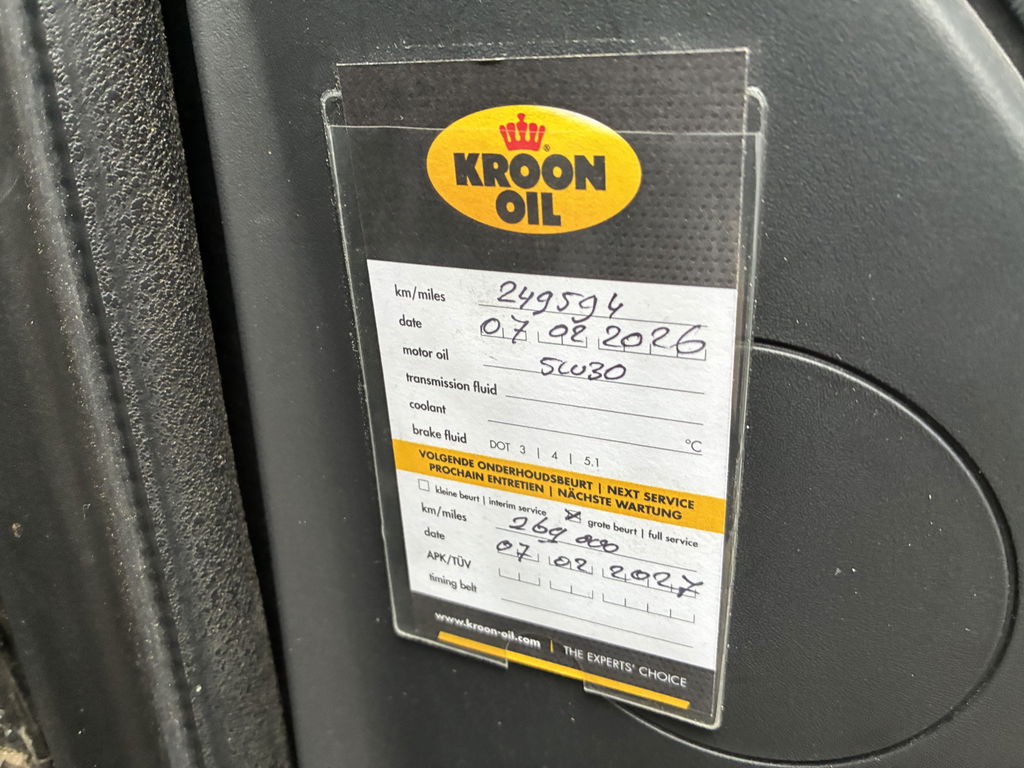 KROON
OIL
km/miles 249594
date 07 02 2026
motor oil 5W30
transmission fluid
coolant °C
brake fluid DOT 3 | 4 | 5.1
VOLGENDE ONDERHOUDSBEURT | NEXT SERVICE
PROCHAIN ENTRETIEN | NÄCHSTE WARTUNG
kleine beurt | interim service grote beurt | full service
km/miles 269 000
date 07 02 2027
APK/TÜV
timing belt
www.kroon-oil.com | THE EXPERTS' CHOICE